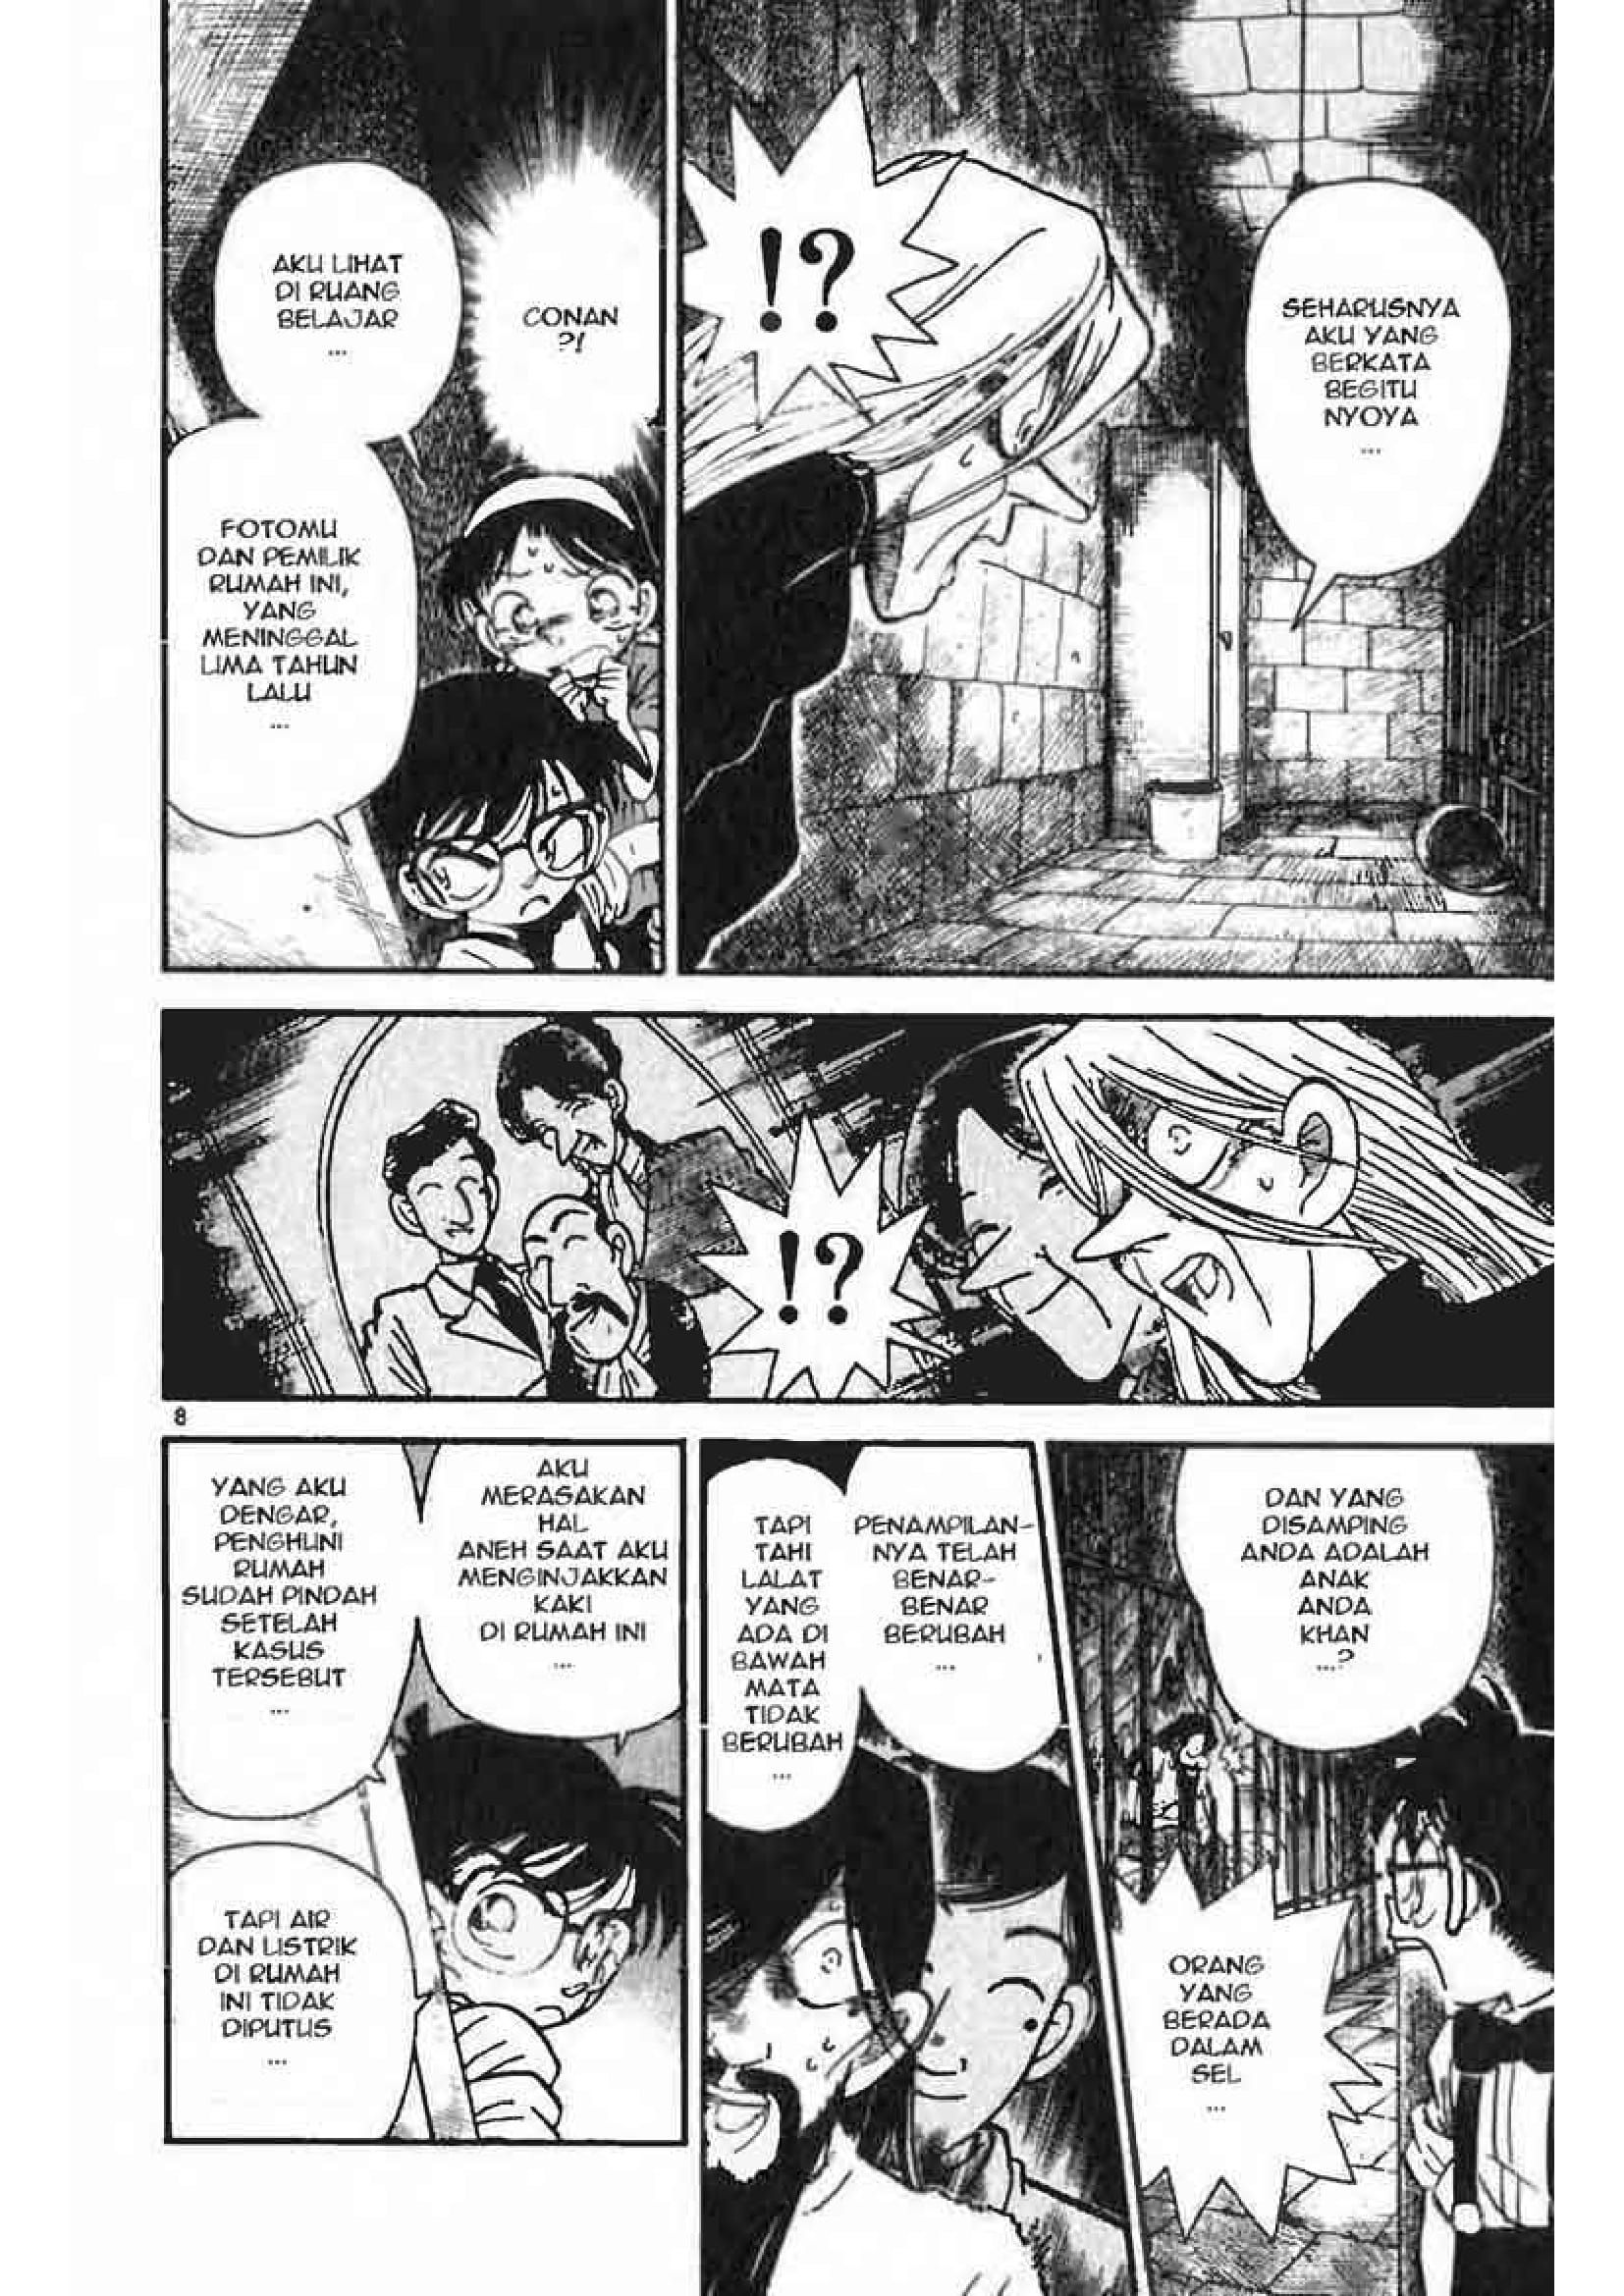 !?
SEHARUSNYA
AKU YANG
BERKATA
BEGITU
NYOYA
...
CONAN
?!
AKU LIHAT
DI RUANG
BELAJAR
...
FOTOMU
DAN PEMILIK
RUMAH INI,
YANG
MENINGGAL
LIMA TAHUN
LALU
...
!?
8
DAN YANG
DISAMPING
ANDA ADALAH
ANAK
ANDA
KHAN
...?
ORANG
YANG
BERADA
DALAM
SEL
...
PENAMPILAN-
NYA TELAH
BENAR-
BENAR
BERUBAH
...
TAPI
TAHI
LALAT
YANG
ADA DI
BAWAH
MATA
TIDAK
BERUBAH
...
AKU
MERASAKAN
HAL
ANEH SAAT AKU
MENGINJAKKAN
KAKI
DI RUMAH INI
...
YANG AKU
DENGAR,
PENGHUNI
RUMAH
SUDAH PINDAH
SETELAH
KASUS
TERSEBUT
...
TAPI AIR
DAN LISTRIK
DI RUMAH
INI TIDAK
DIPUTUS
...